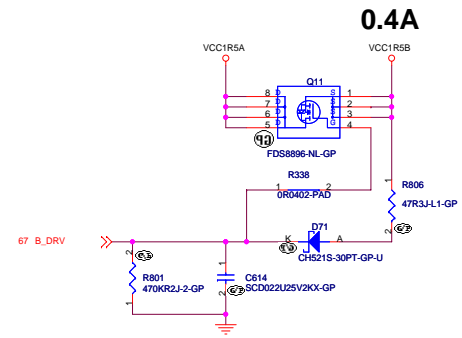 0.4A
VCC1R5A
VCC1R5B
Q11
8 D S 1
7 D S 2
6 D S 3
5 D G 4
FDS8896-NL-GP
R338
1 2
0R0402-PAD
1
R806
47R3J-L1-GP
2
67 B_DRV
D71
K A
CH521S-30PT-GP-U
2
R801
470KR2J-2-GP
1
1
C614
SCD022U25V2KX-GP
2